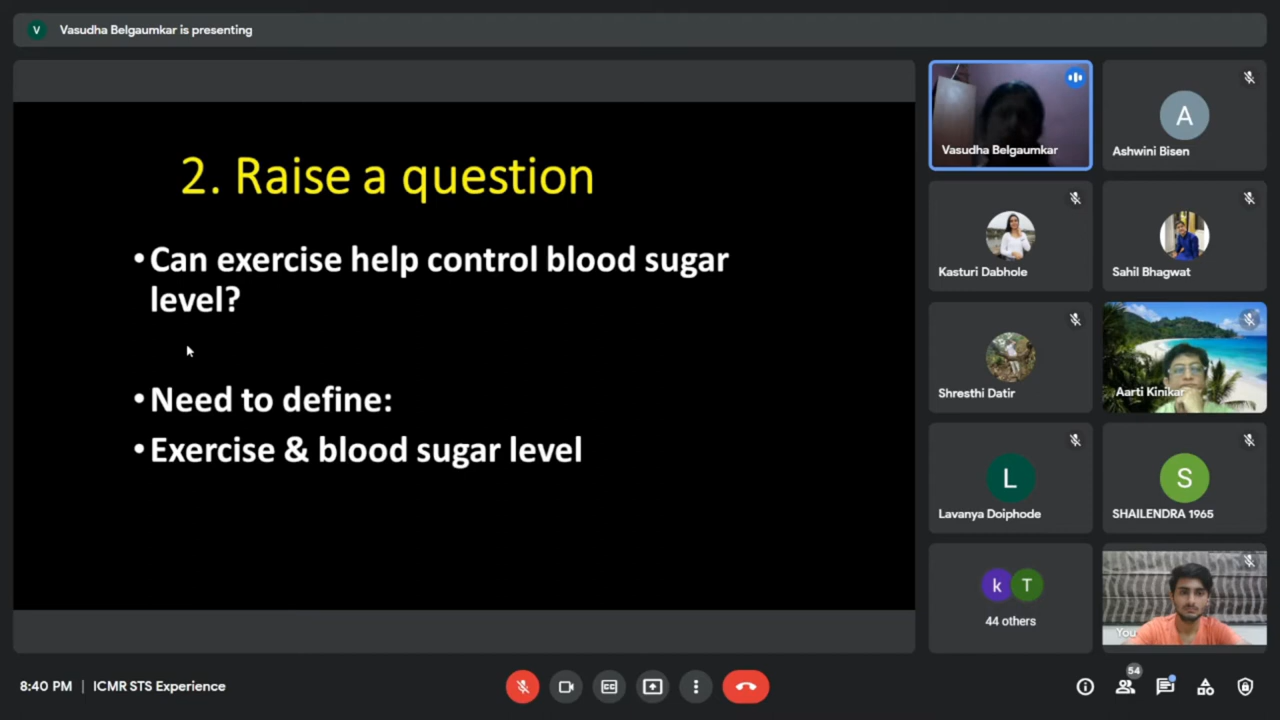 V Vasudha Belgaumkar is presenting
2. Raise a question
•Can exercise help control blood sugar
level?
•Need to define:
•Exercise & blood sugar level
Vasudha Belgaumkar
A
Ashwini Bisen
Kasturi Dabhole
Sahil Bhagwat
Shresthi Datir
Aarti Kinikar
L
Lavanya Doiphode
S
SHAILENDRA 1965
k T
44 others
You
8:40 PM | ICMR STS Experience
CC
54